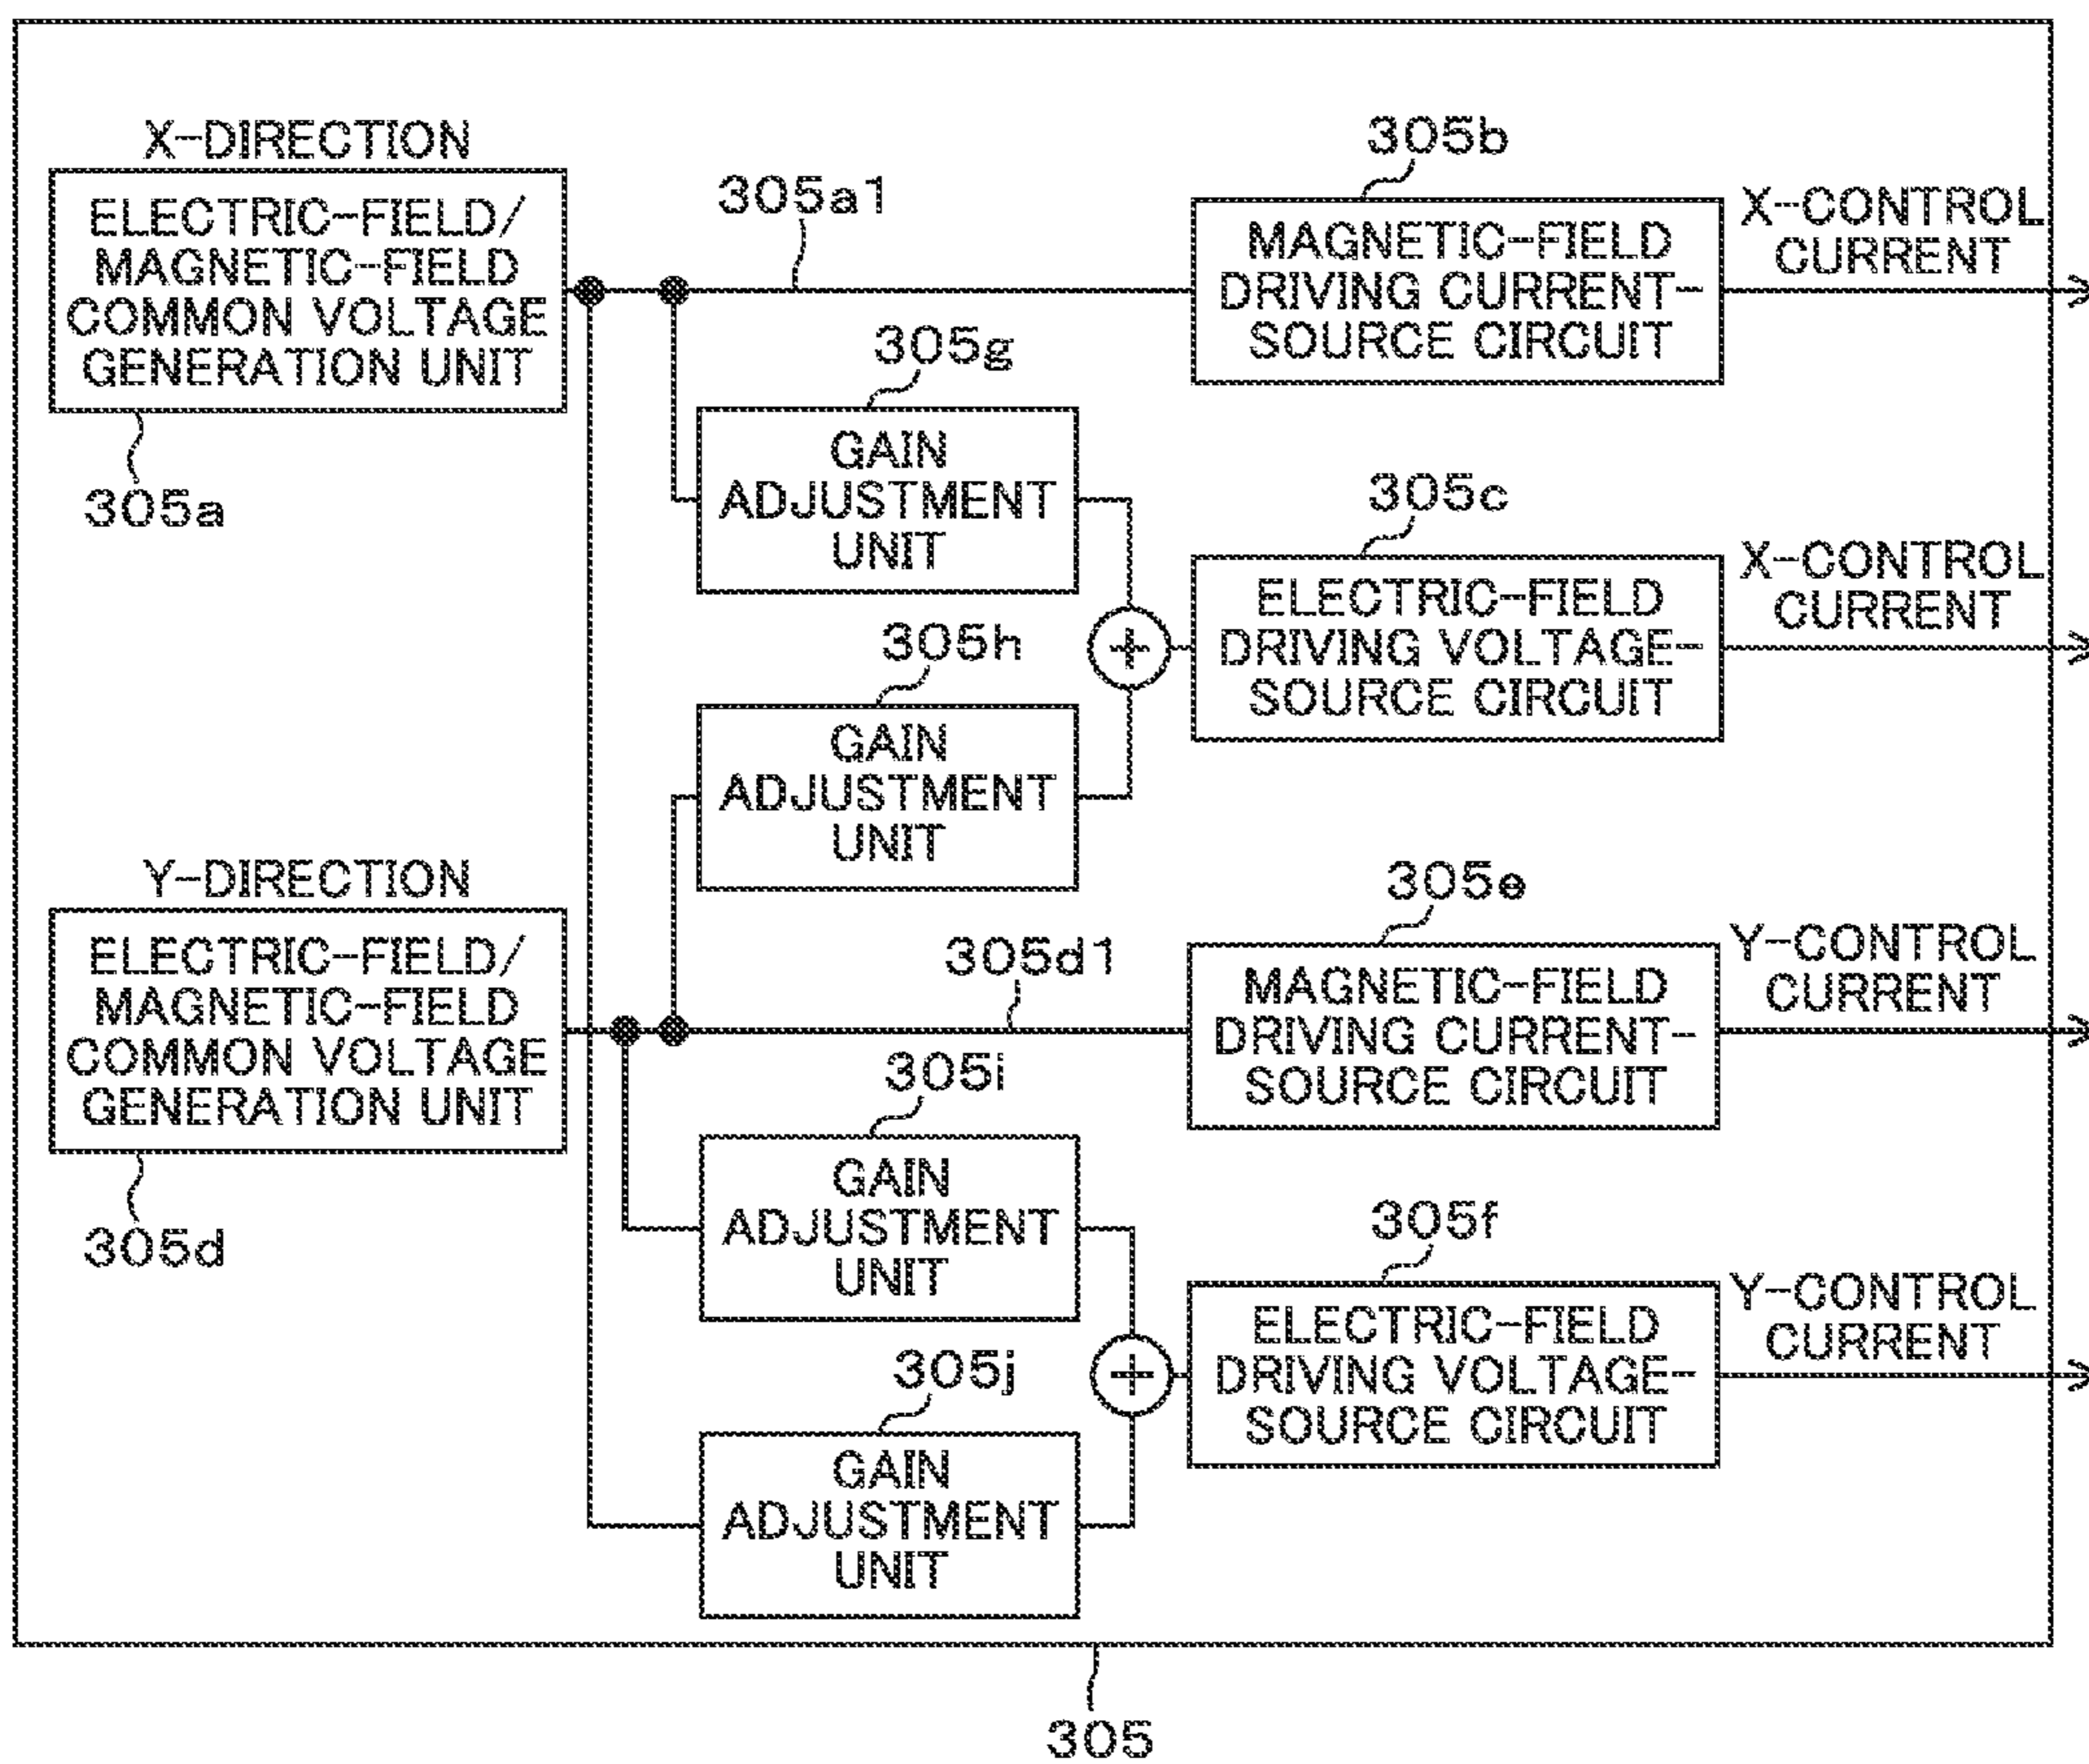 X-DIRECTION
ELECTRIC-FIELD/
MAGNETIC-FIELD
COMMON VOLTAGE
GENERATION UNIT
305a
305a1
305b
MAGNETIC-FIELD
DRIVING CURRENT-
SOURCE CIRCUIT
X-CONTROL
CURRENT
305g
GAIN
ADJUSTMENT
UNIT
305c
ELECTRIC-FIELD
DRIVING VOLTAGE-
SOURCE CIRCUIT
X-CONTROL
CURRENT
+
305h
GAIN
ADJUSTMENT
UNIT
Y-DIRECTION
ELECTRIC-FIELD/
MAGNETIC-FIELD
COMMON VOLTAGE
GENERATION UNIT
305d
305d1
305e
MAGNETIC-FIELD
DRIVING CURRENT-
SOURCE CIRCUIT
Y-CONTROL
CURRENT
305i
GAIN
ADJUSTMENT
UNIT
305f
ELECTRIC-FIELD
DRIVING VOLTAGE-
SOURCE CIRCUIT
Y-CONTROL
CURRENT
+
305j
GAIN
ADJUSTMENT
UNIT
305